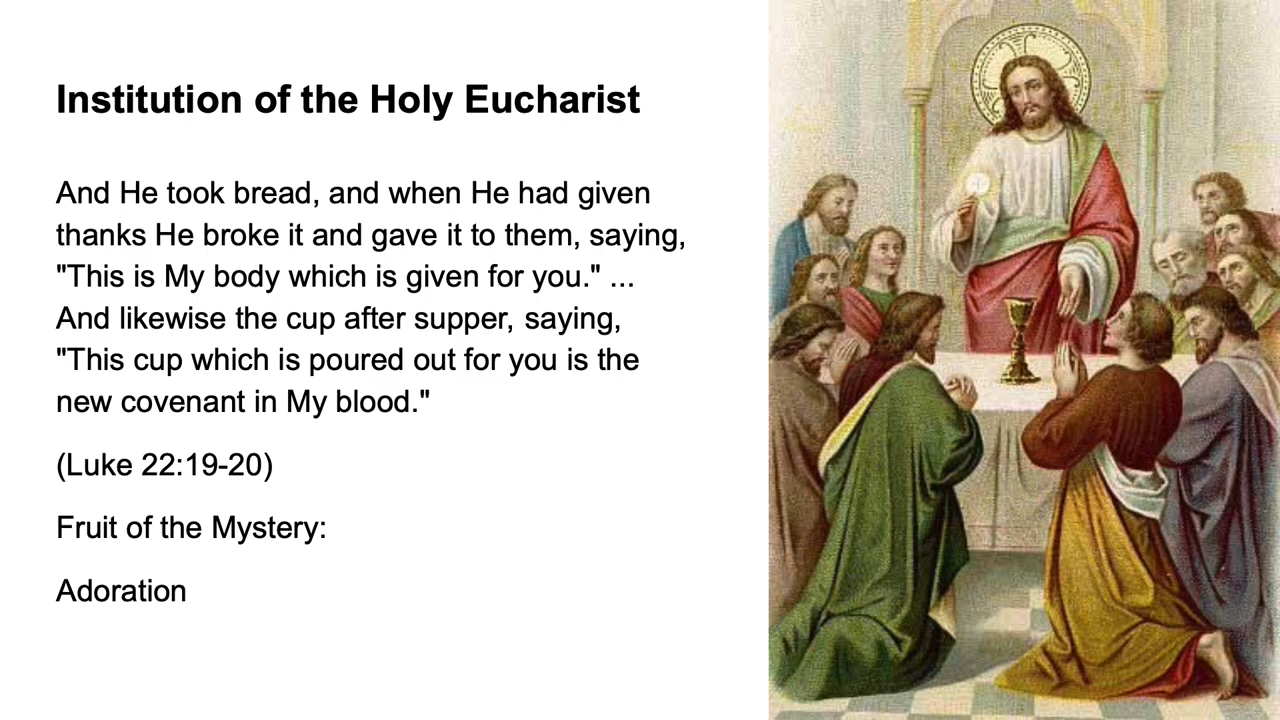 Institution of the Holy Eucharist
And He took bread, and when He had given
thanks He broke it and gave it to them, saying,
"This is My body which is given for you." ...
And likewise the cup after supper, saying,
"This cup which is poured out for you is the
new covenant in My blood."
(Luke 22:19-20)
Fruit of the Mystery:
Adoration